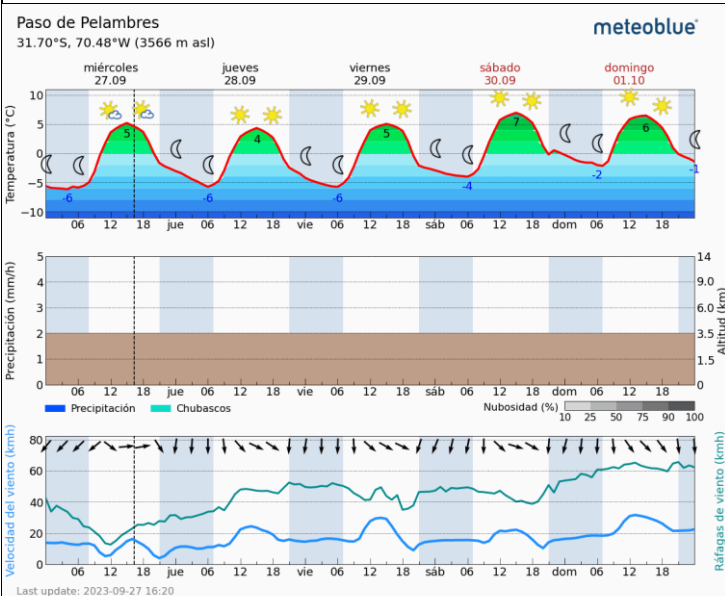 Paso de Pelambres
meteoblue
31.70°S, 70.48°W (3566 m asl)
miércoles jueves viernes sábado domingo
27.09 28.09 29.09 30.09 01.10
Temperatura (°C)
10
5
0
−5
−10
5 4 5 7 6
-6 -6 -6 -4 -2 -1
06 12 18 jue 06 12 18 vie 06 12 18 sáb 06 12 18 dom 06 12 18
Precipitación (mm/h)
5
4
3
2
1
0
14
9.0
6.0
3.5
1.5
0
Altitud (km)
06 12 18 jue 06 12 18 vie 06 12 18 sáb 06 12 18 dom 06 12 18
Precipitación Chubascos Nubosidad (%)
10 25 50 75 90 100
Velocidad del viento (kmh)
80
60
40
20
0
Ráfagas de viento (kmh)
06 12 18 jue 06 12 18 vie 06 12 18 sáb 06 12 18 dom 06 12 18
Last update: 2023-09-27 16:20